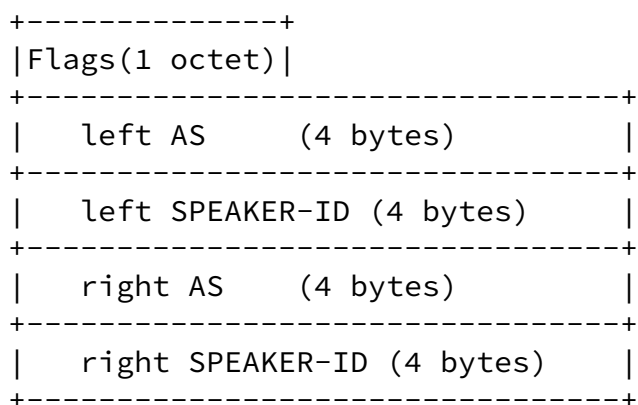 +--------------+
|Flags(1 octet)|
+--------------------------------+
|   left AS     (4 bytes)        |
+--------------------------------+
|   left SPEAKER-ID (4 bytes)    |
+--------------------------------+
|   right AS    (4 bytes)        |
+--------------------------------+
|   right SPEAKER-ID (4 bytes)   |
+--------------------------------+